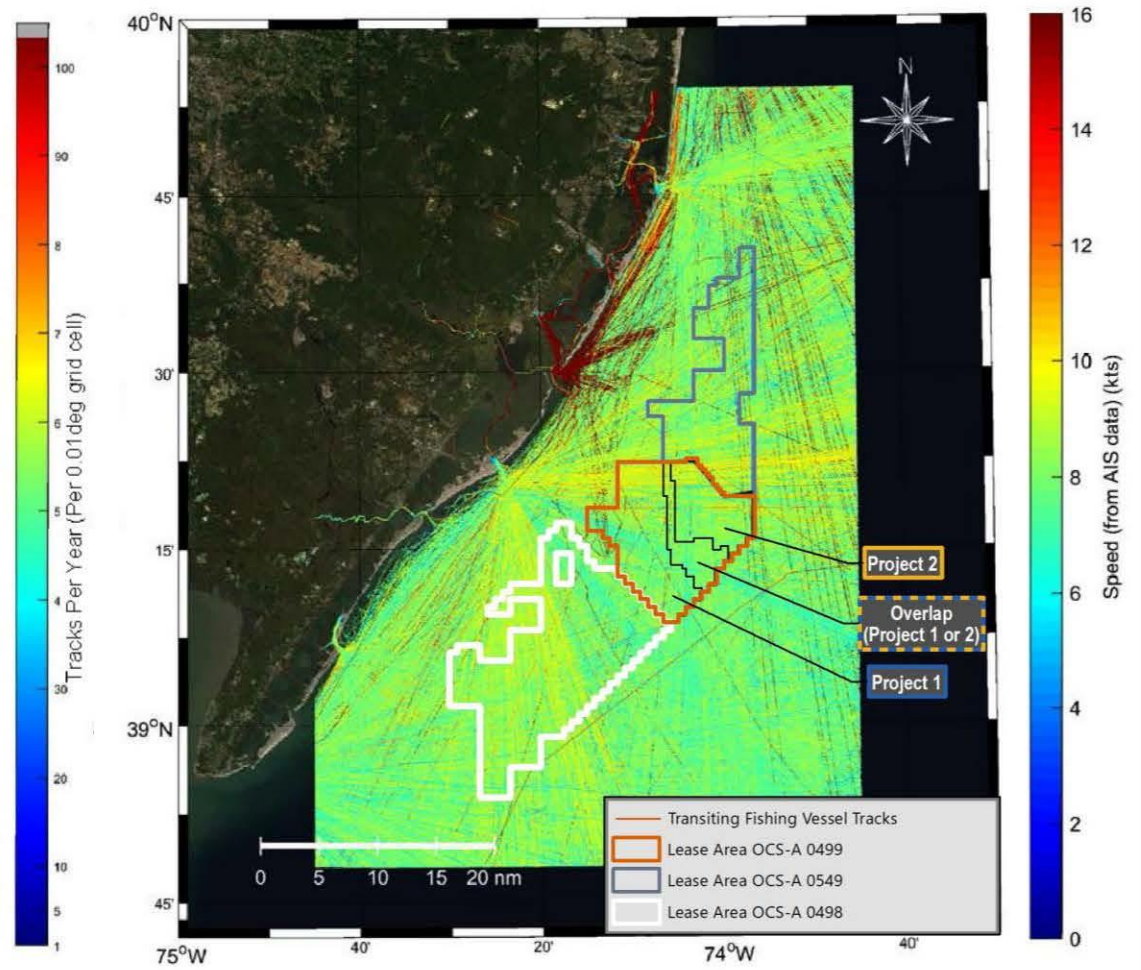 40°N
45'
30'
15'
39°N
45'
75°W
40'
20'
74°W
40'
N
100
90
8
7
6
5
4
30
20
10
5
1
Tracks Per Year (Per 0.01deg grid cell)
16
14
12
10
8
6
4
2
0
Speed (from AIS data) (kts)
Project 2
Overlap
(Project 1 or 2)
Project 1
0 5 10 15 20 nm
Transiting Fishing Vessel Tracks
Lease Area OCS-A 0499
Lease Area OCS-A 0549
Lease Area OCS-A 0498